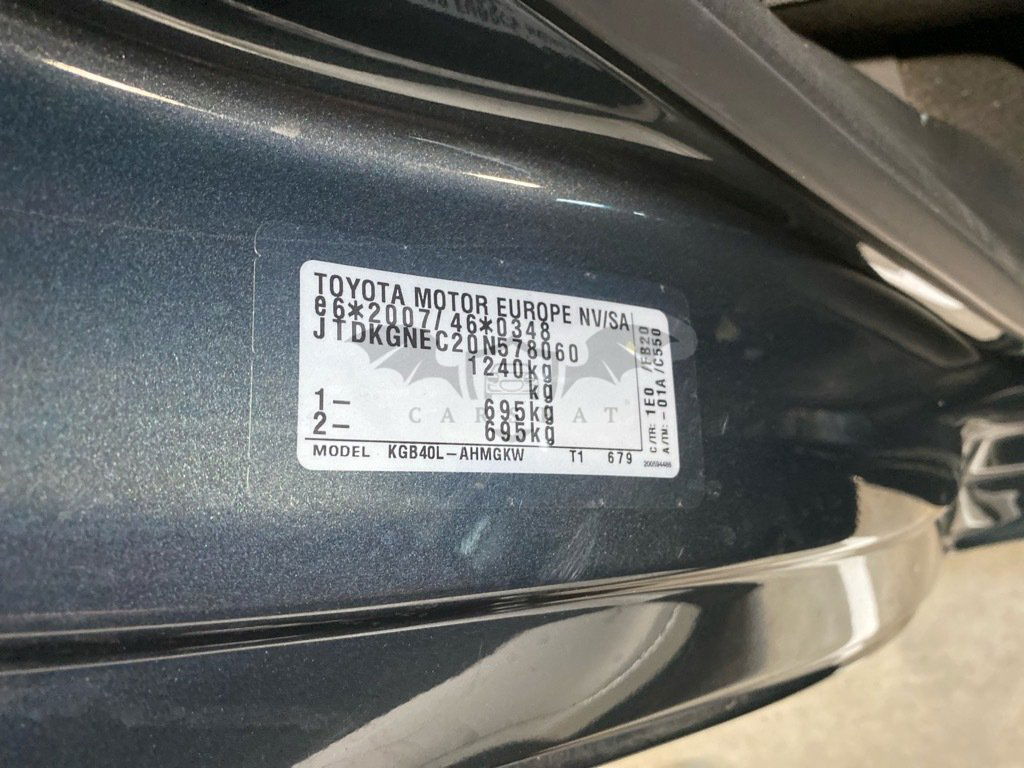 TOYOTA MOTOR EUROPE NV/SA
e6*2007/46*0348
JTDKGNEC20N578060
1240kg
kg
1- 695kg
2- 695kg
MODEL KGB40L-AHMGKW T1 679
C/TR: 1E0 /FB20
A/TM: -01A /C550
200594486